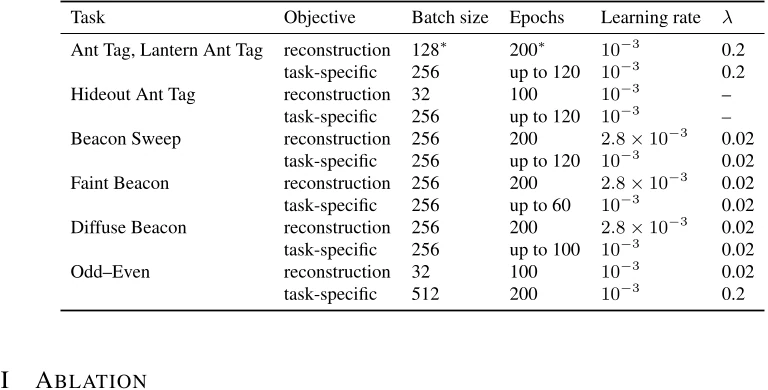 Task Objective Batch size Epochs Learning rate λ
Ant Tag, Lantern Ant Tag reconstruction 128* 200* 10⁻³ 0.2
task-specific 256 up to 120 10⁻³ 0.2
Hideout Ant Tag reconstruction 32 100 10⁻³ –
task-specific 256 up to 120 10⁻³ –
Beacon Sweep reconstruction 256 200 2.8 × 10⁻³ 0.02
task-specific 256 up to 120 10⁻³ 0.02
Faint Beacon reconstruction 256 200 2.8 × 10⁻³ 0.02
task-specific 256 up to 60 10⁻³ 0.02
Diffuse Beacon reconstruction 256 200 2.8 × 10⁻³ 0.02
task-specific 256 up to 100 10⁻³ 0.02
Odd–Even reconstruction 32 100 10⁻³ 0.02
task-specific 512 200 10⁻³ 0.2
I ABLATION